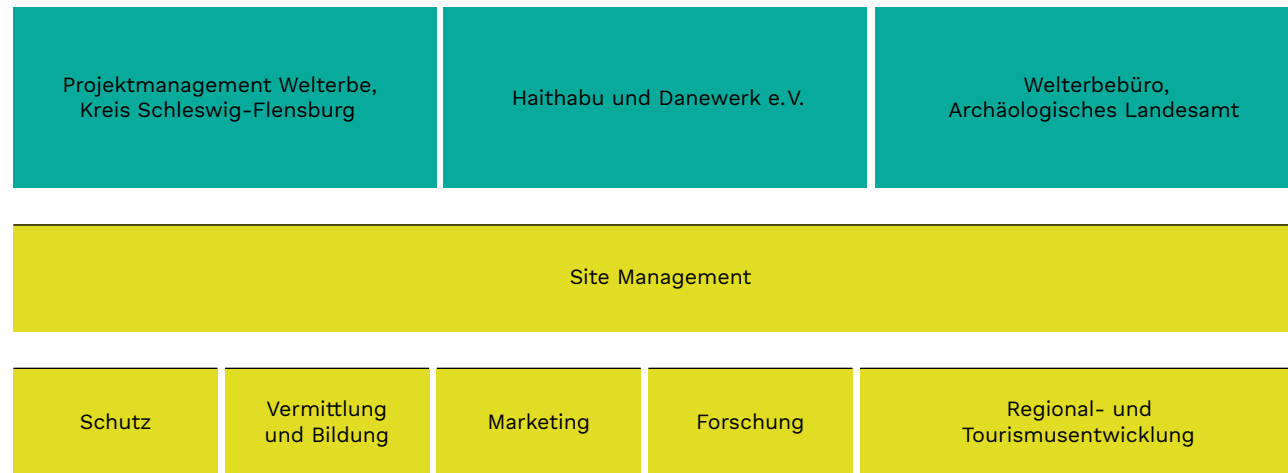 Projektmanagement Welterbe,
Kreis Schleswig-Flensburg
Haithabu und Danewerk e.V.
Welterbebüro,
Archäologisches Landesamt
Site Management
Schutz
Vermittlung
und Bildung
Marketing
Forschung
Regional- und
Tourismusentwicklung